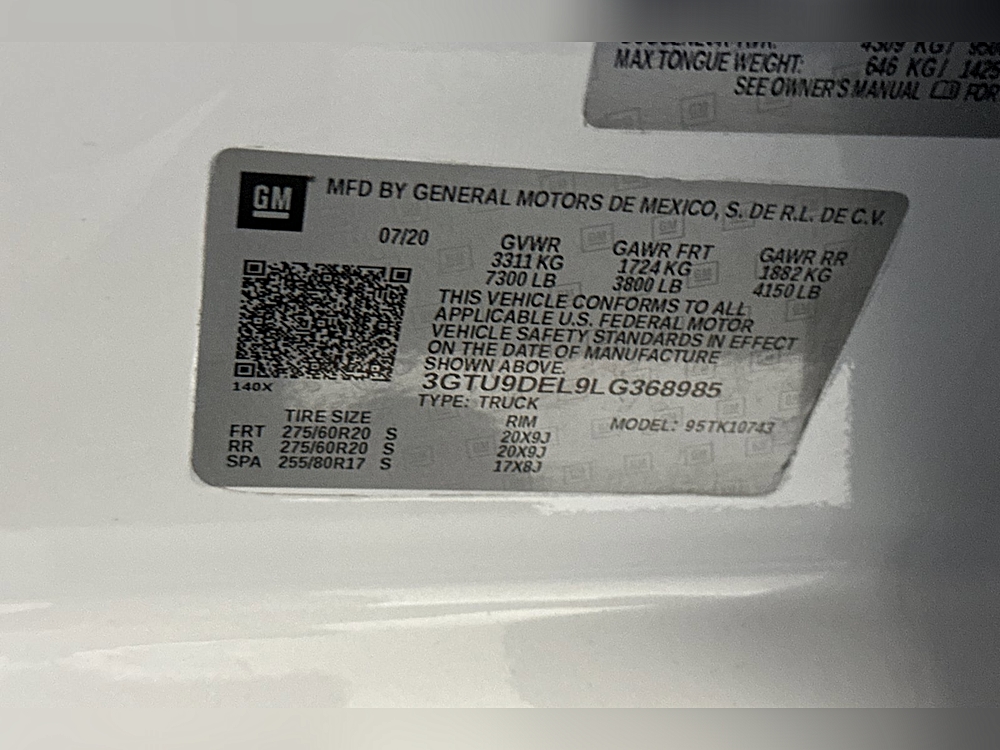 4309 KG/ 950
MAX TONGUE WEIGHT: 646 KG/ 1425
SEE OWNER'S MANUAL FOR
GM
MFD BY GENERAL MOTORS DE MEXICO, S. DE R.L. DE C.V.
07/20
GVWR GAWR FRT GAWR RR
3311 KG 1724 KG 1882 KG
7300 LB 3800 LB 4150 LB
THIS VEHICLE CONFORMS TO ALL
APPLICABLE U.S. FEDERAL MOTOR
VEHICLE SAFETY STANDARDS IN EFFECT
ON THE DATE OF MANUFACTURE
SHOWN ABOVE.
3GTU9DEL9LG368985
140X
TYPE: TRUCK
MODEL: 95TK10743
TIRE SIZE RIM
FRT 275/60R20 S 20X9J
RR 275/60R20 S 20X9J
SPA 255/80R17 S 17X8J